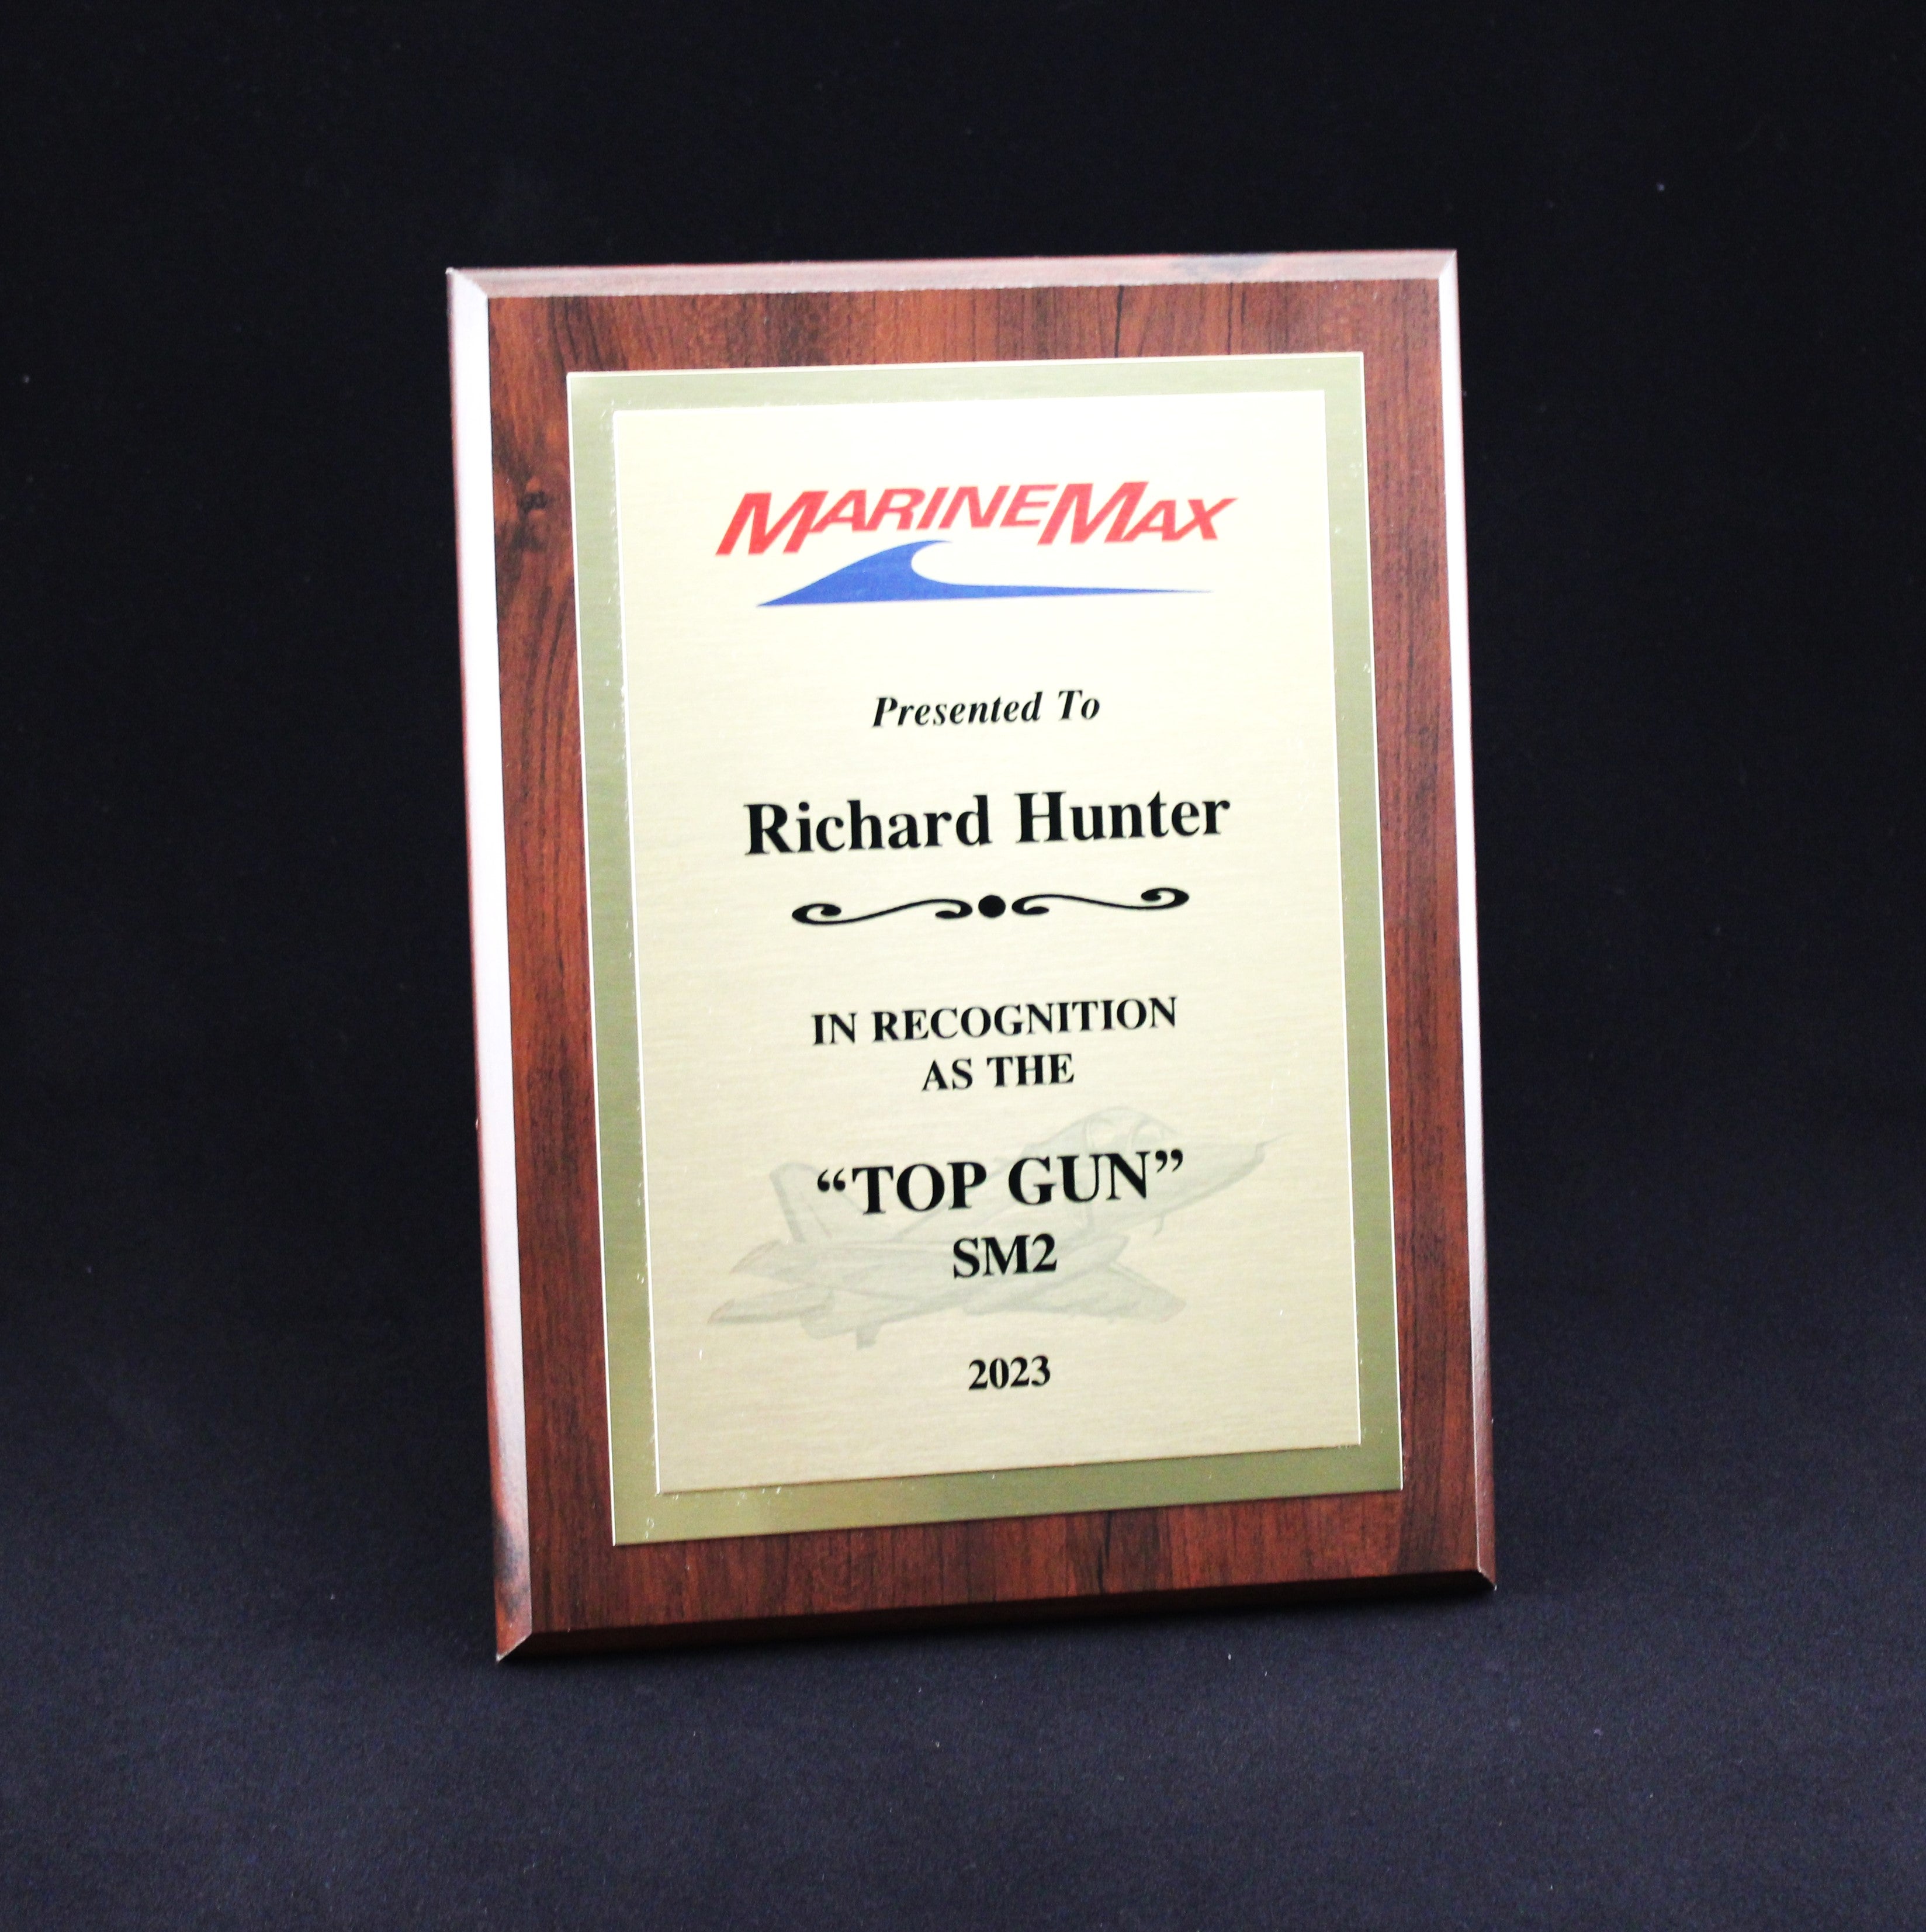 MARINEMAX
Presented To
Richard Hunter
IN RECOGNITION
AS THE
“TOP GUN”
SM2
2023